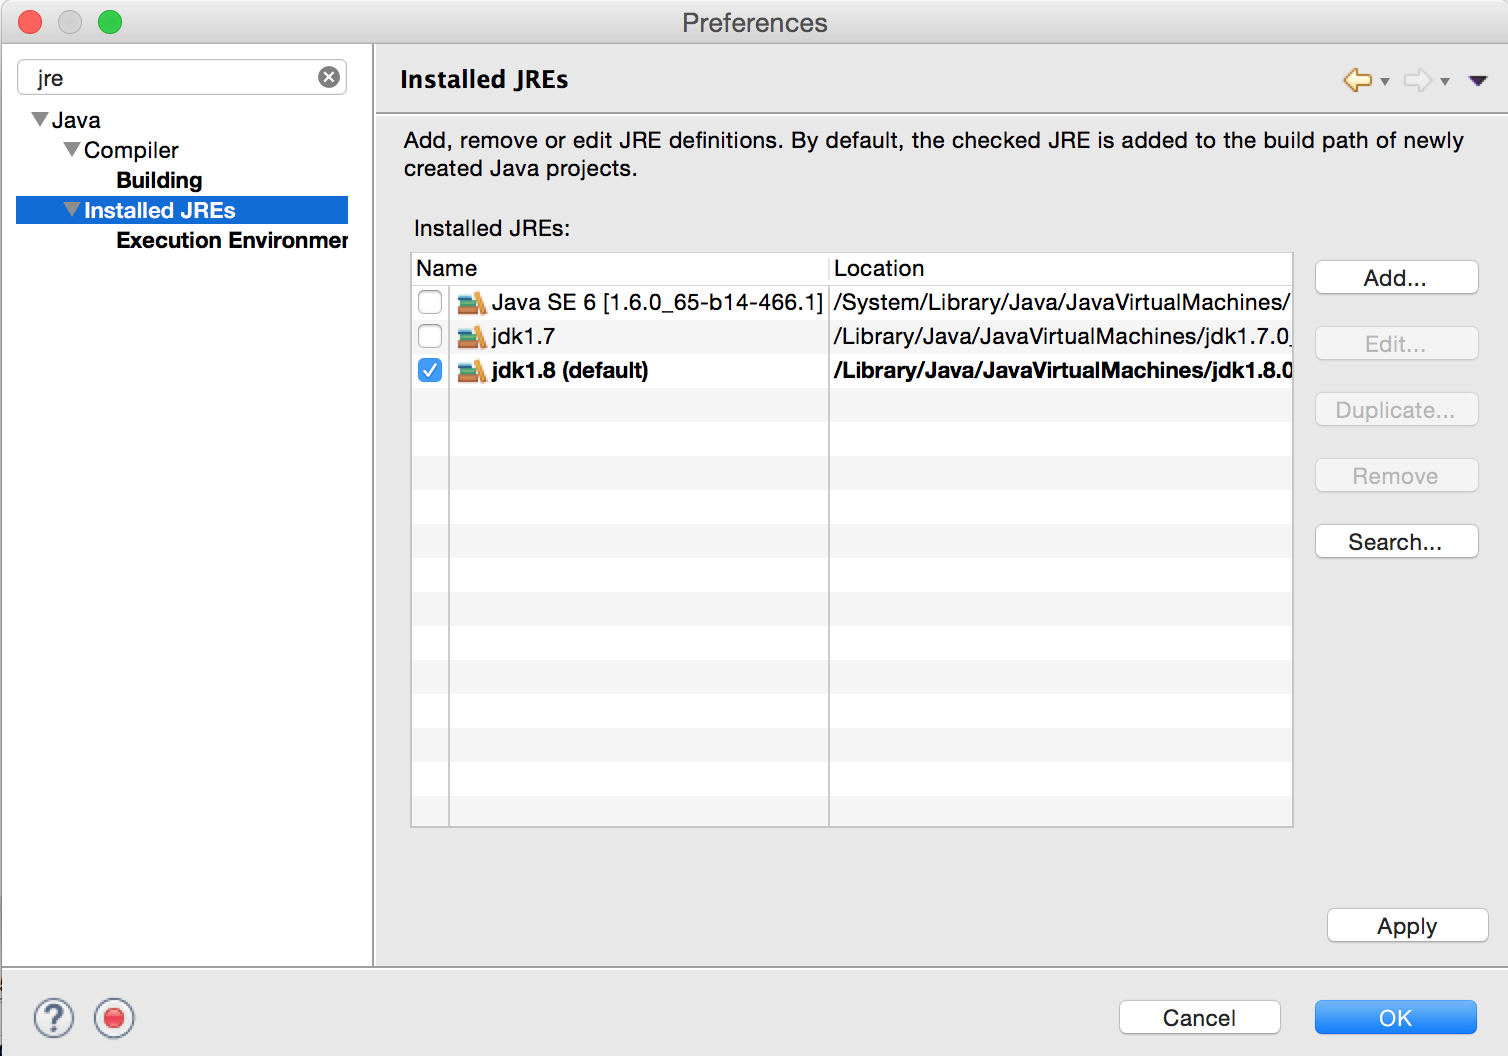 Preferences
jre
Java
Compiler
Building
Installed JREs
Execution Environmen
Installed JREs
Add, remove or edit JRE definitions. By default, the checked JRE is added to the build path of newly
created Java projects.
Installed JREs:
Name Location
Java SE 6 [1.6.0_65-b14-466.1] /System/Library/Java/JavaVirtualMachines/
jdk1.7 /Library/Java/JavaVirtualMachines/jdk1.7.0_
jdk1.8 (default) /Library/Java/JavaVirtualMachines/jdk1.8.0
Add...
Edit...
Duplicate...
Remove
Search...
Apply
?
Cancel OK